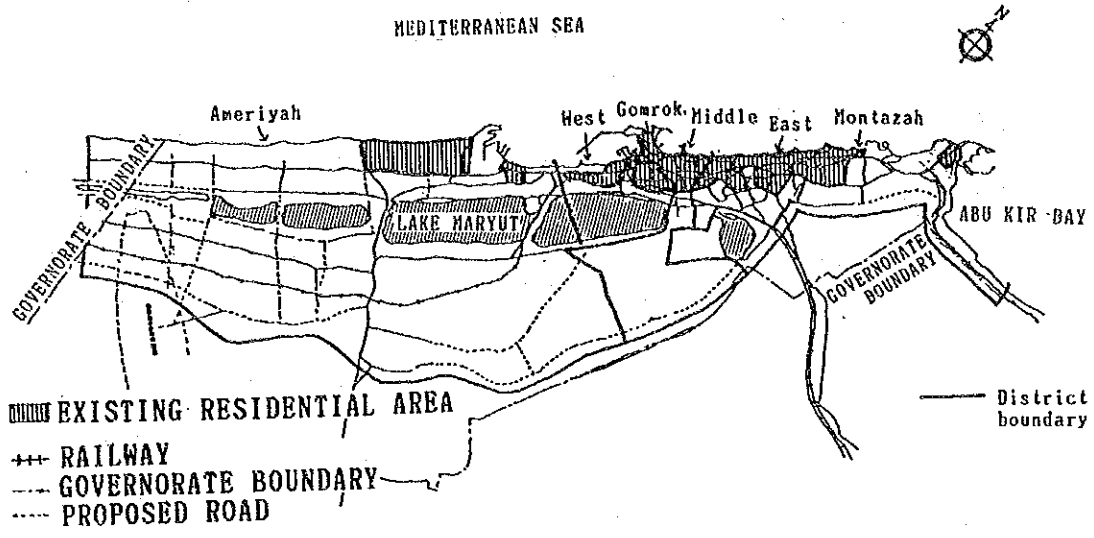 MEDITERRANEAN SEA
N
Ameriyah
West Gomrok. Middle East Montazah
GOVERNORATE BOUNDARY
LAKE MARYUT
ABU KIR BAY
GOVERNORATE
BOUNDARY
EXISTING RESIDENTIAL AREA
RAILWAY
GOVERNORATE BOUNDARY
PROPOSED ROAD
District
boundary